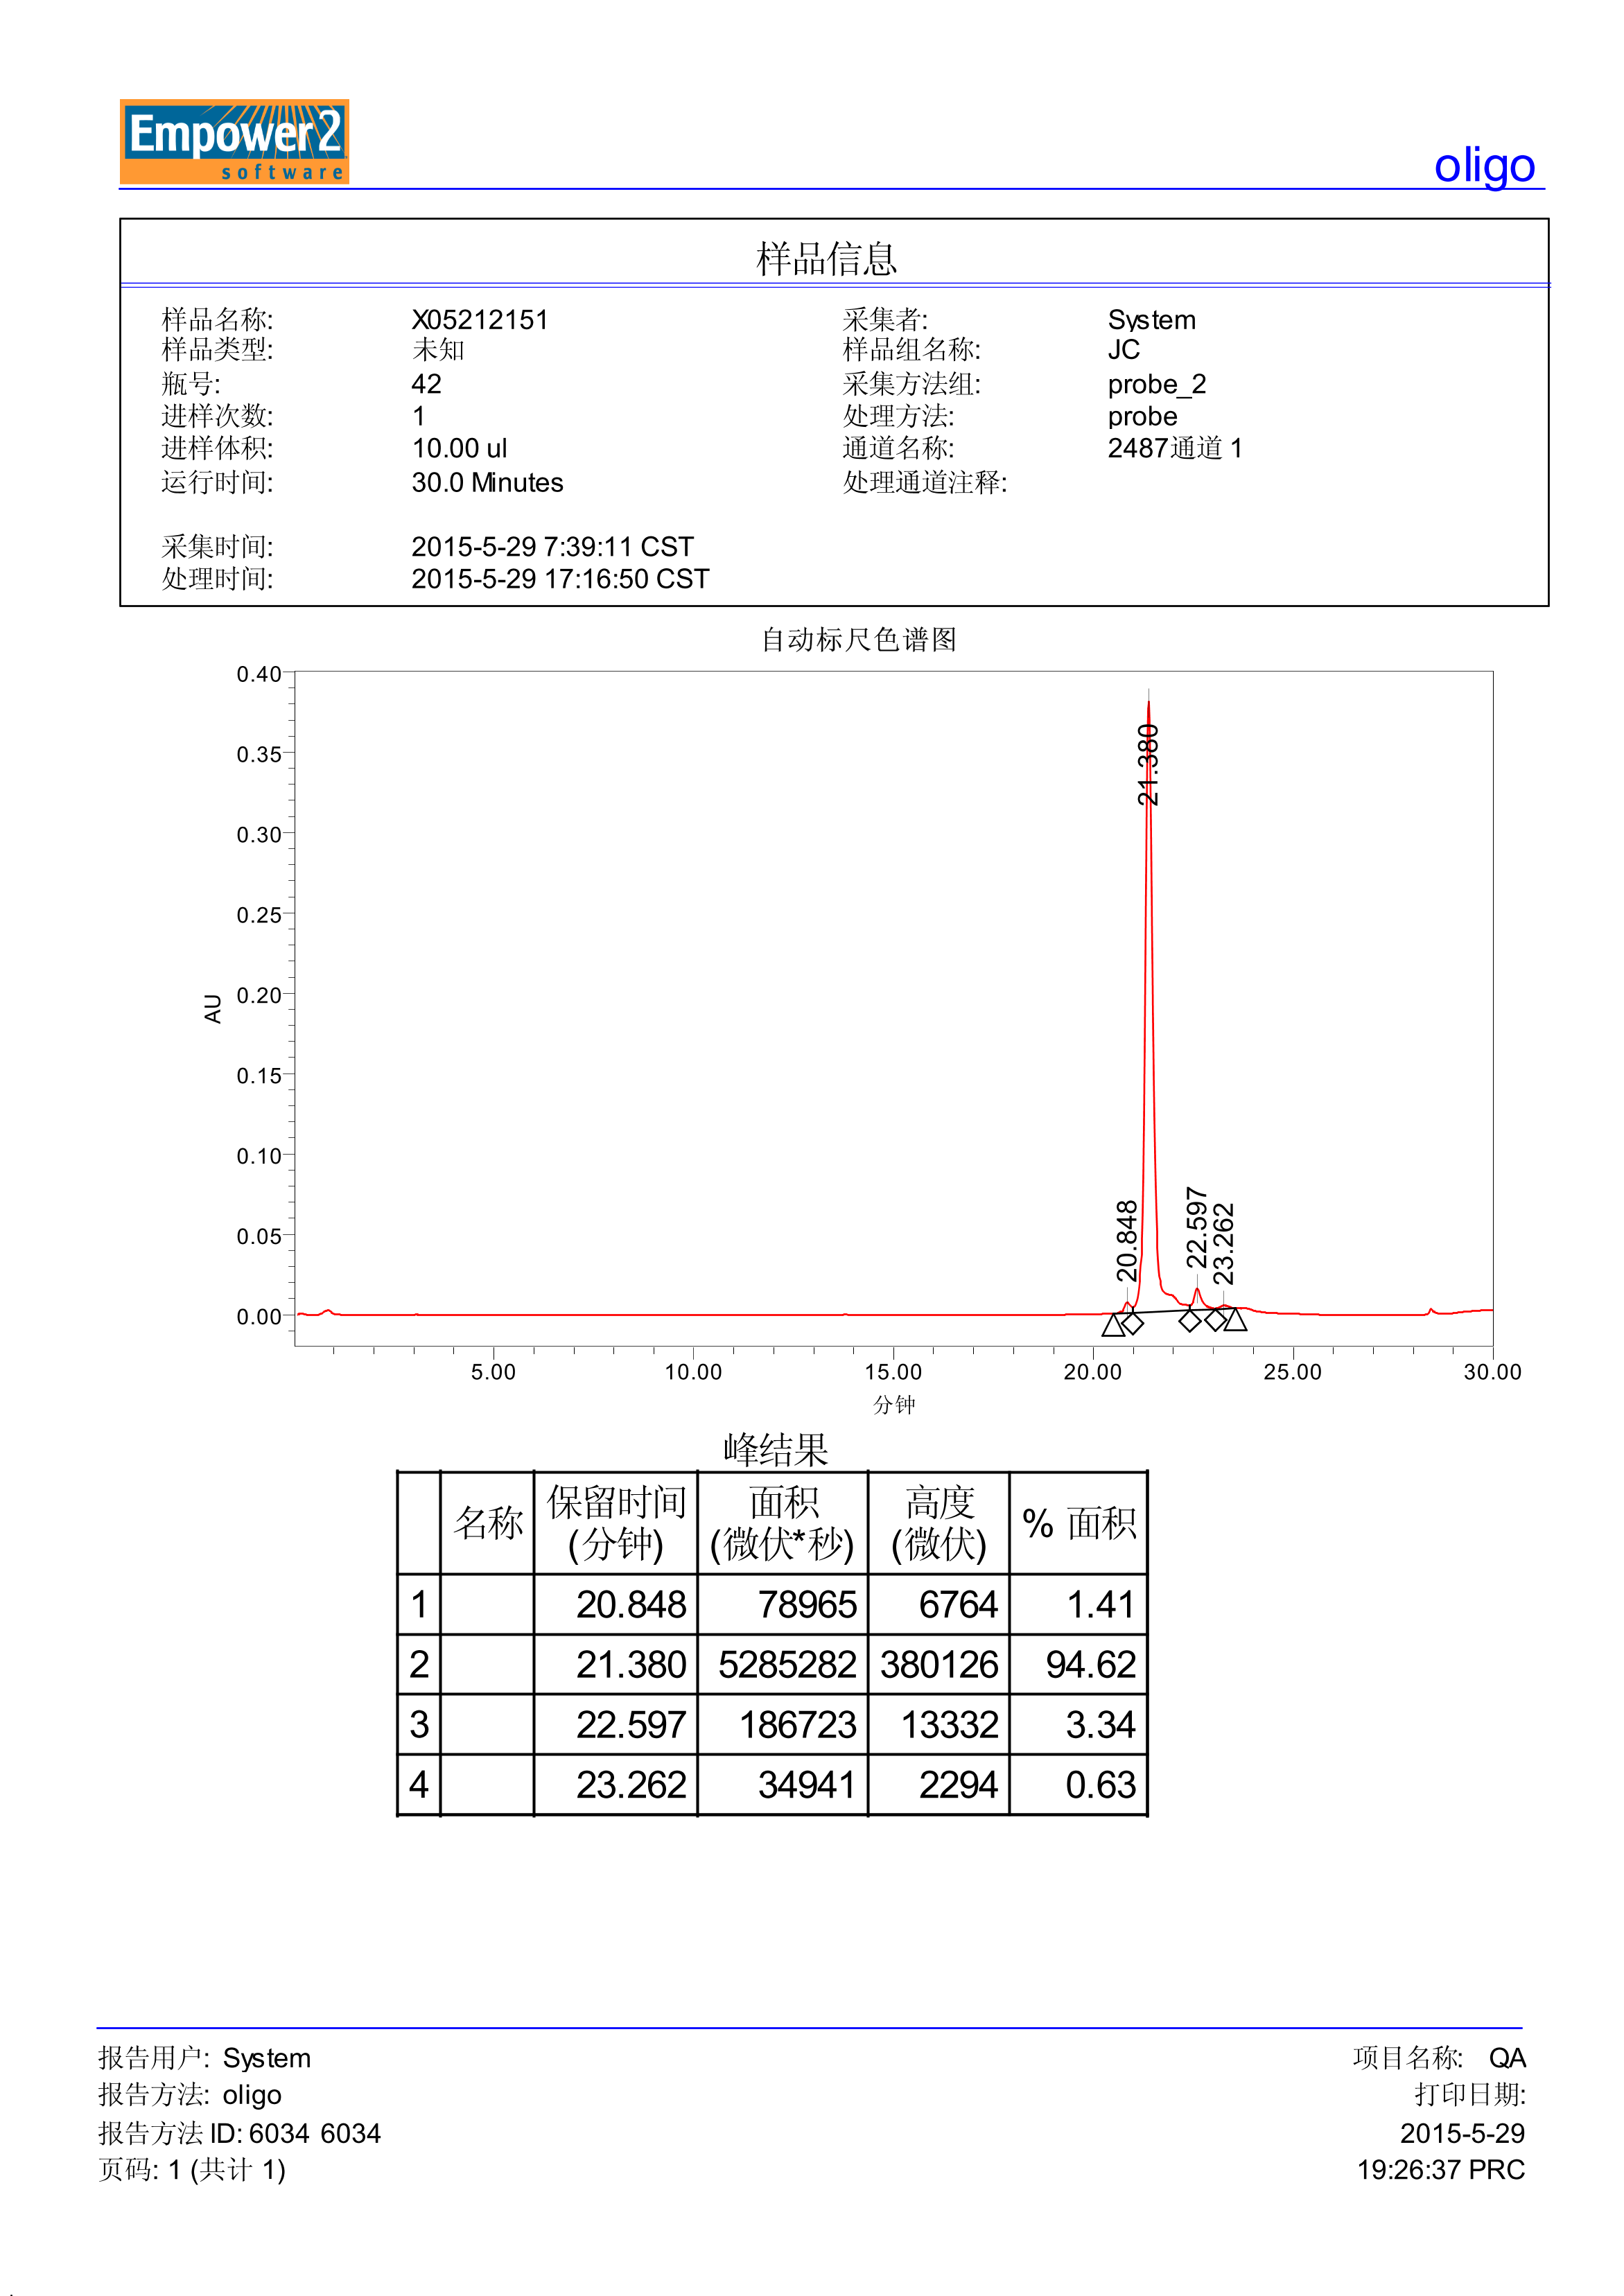 Empower2
software
oligo
样品信息
样品名称: X05212151 采集者: System
样品类型: 未知 样品组名称: JC
瓶号: 42 采集方法组: probe_2
进样次数: 1 处理方法: probe
进样体积: 10.00 ul 通道名称: 2487通道 1
运行时间: 30.0 Minutes 处理通道注释:
采集时间: 2015-5-29 7:39:11 CST
处理时间: 2015-5-29 17:16:50 CST
自动标尺色谱图
0.40
0.35
0.30
0.25
0.20
0.15
0.10
0.05
0.00
AU
21.380
20.848
22.597
23.262
5.00 10.00 15.00 20.00 25.00 30.00
分钟
峰结果
名称 保留时间 (分钟) 面积 (微伏*秒) 高度 (微伏) % 面积
1 20.848 78965 6764 1.41
2 21.380 5285282 380126 94.62
3 22.597 186723 13332 3.34
4 23.262 34941 2294 0.63
报告用户: System 项目名称: QA
报告方法: oligo 打印日期:
报告方法 ID: 6034 6034 2015-5-29
页码: 1 (共计 1) 19:26:37 PRC